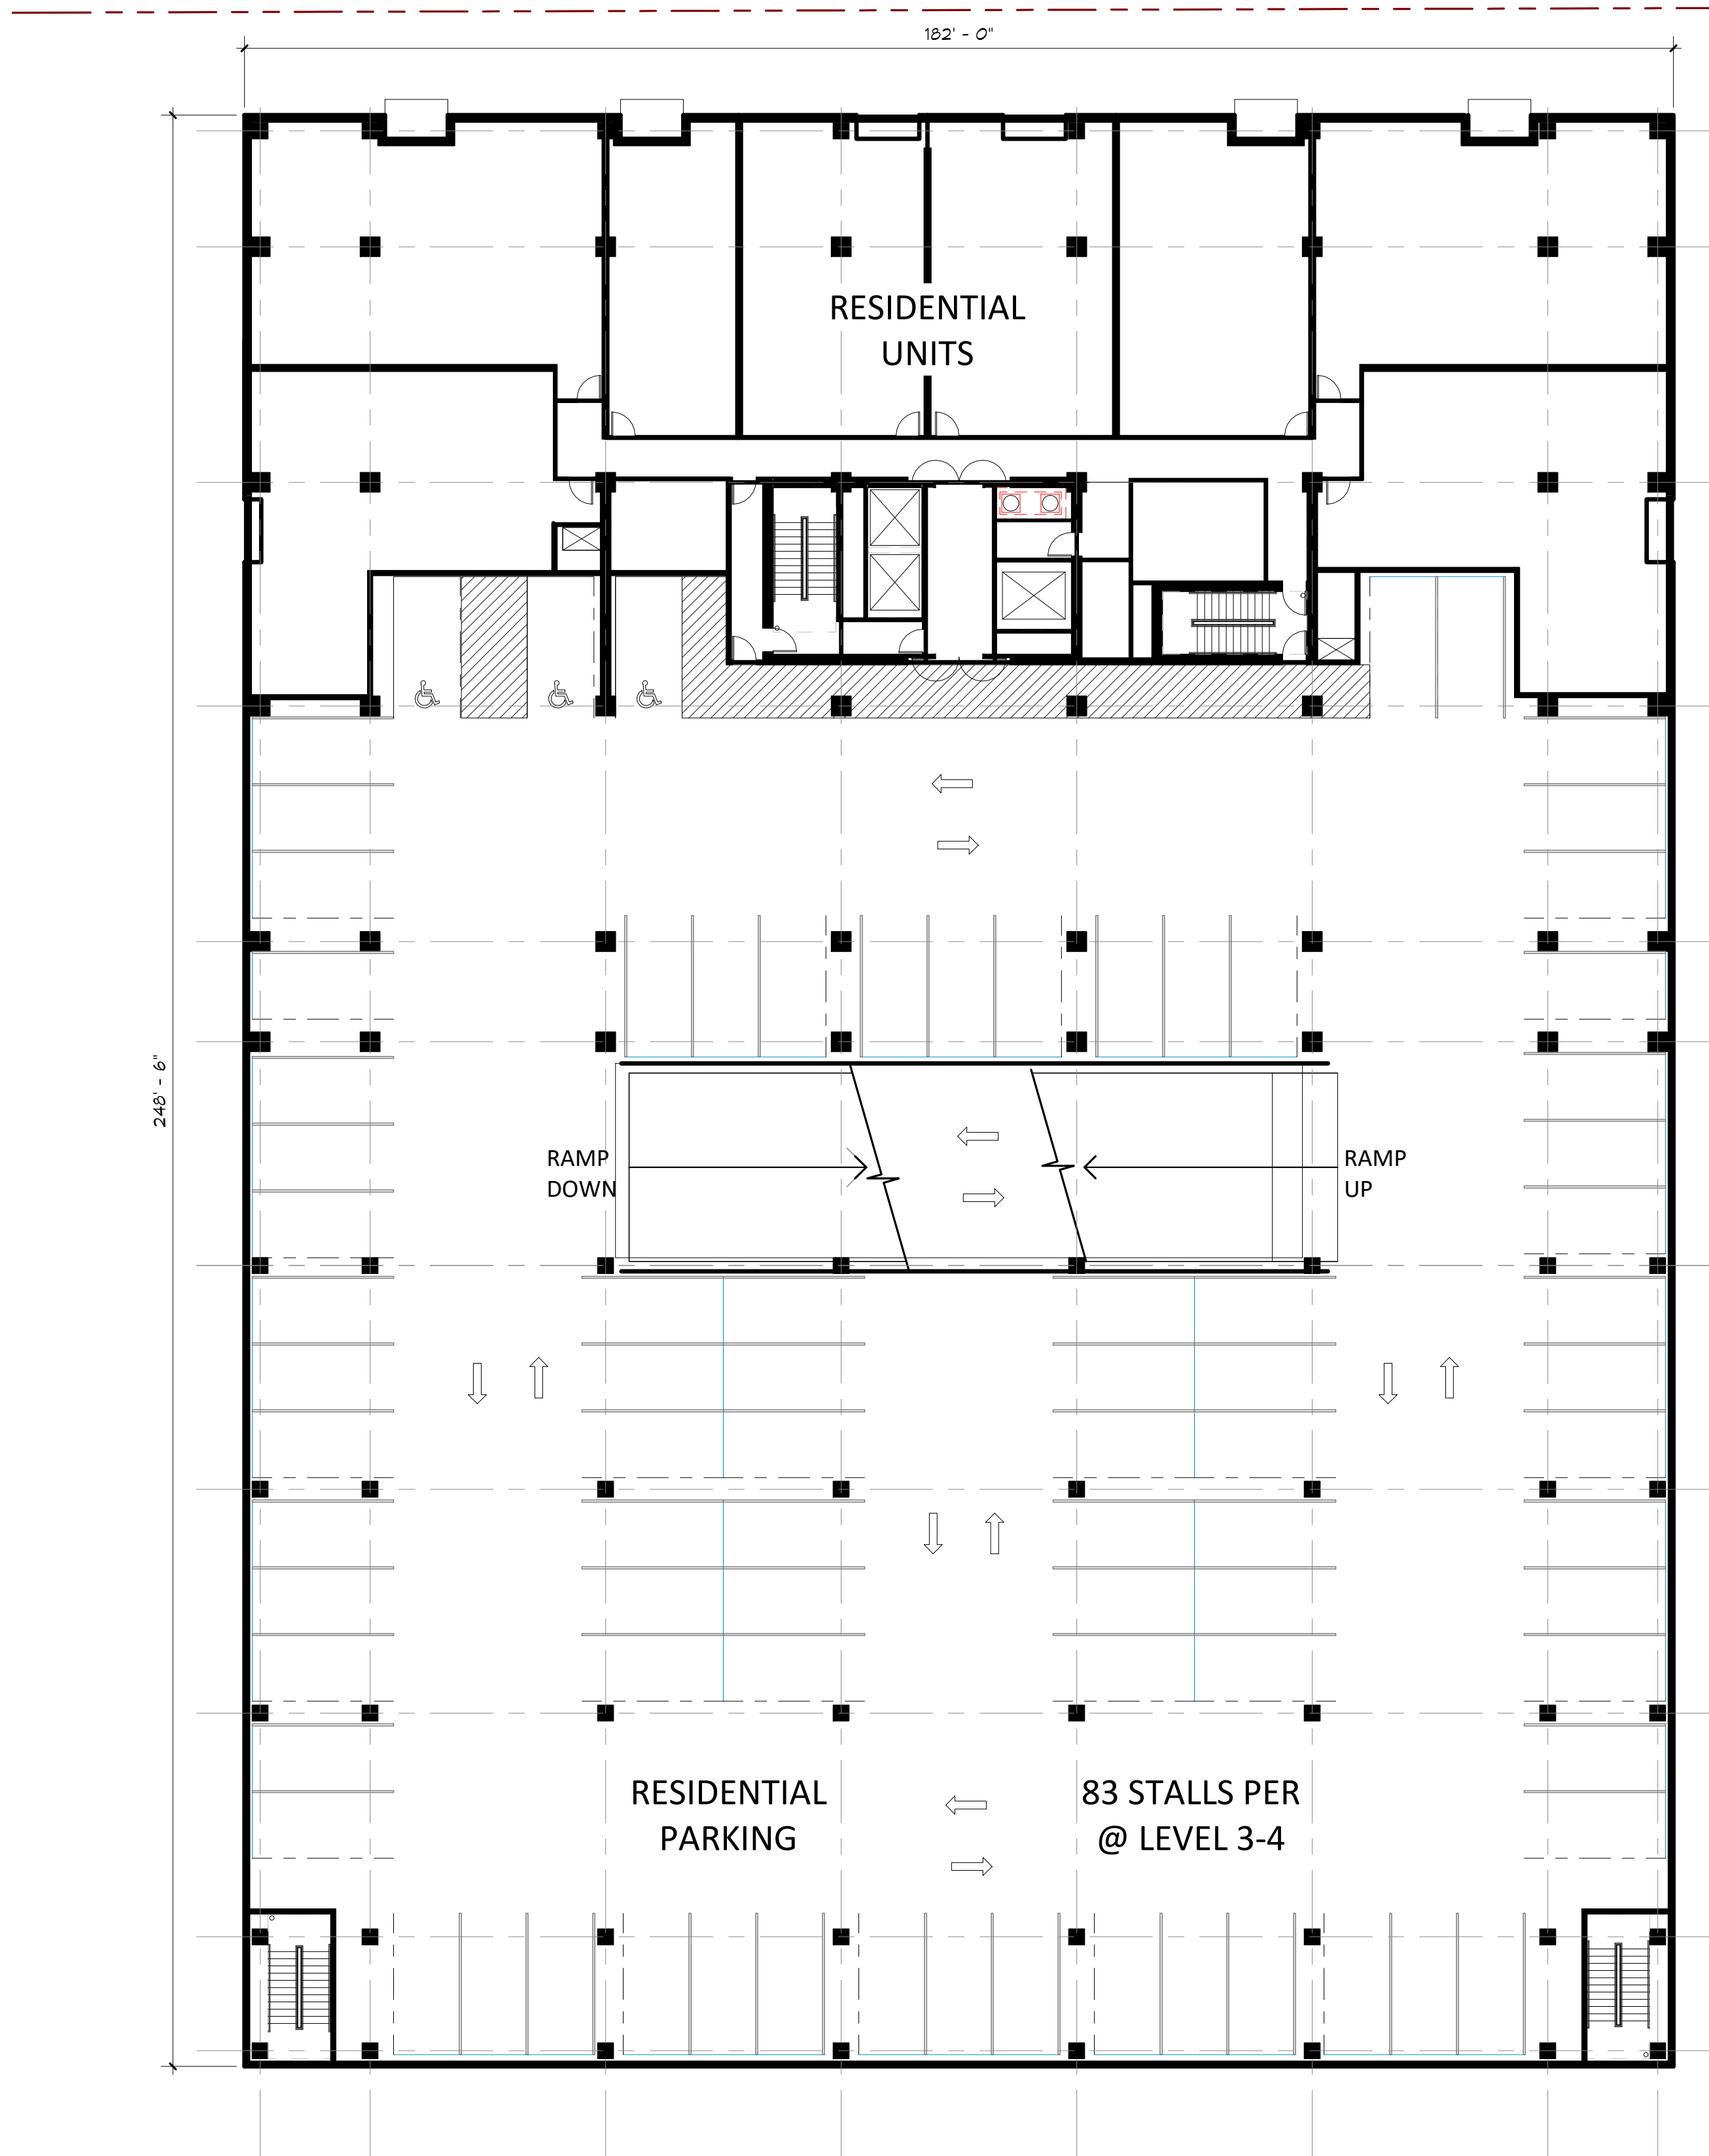 182' - 0"
RESIDENTIAL
UNITS
248' - 6"
RAMP
DOWN
RAMP
UP
RESIDENTIAL
PARKING
83 STALLS PER
@ LEVEL 3-4